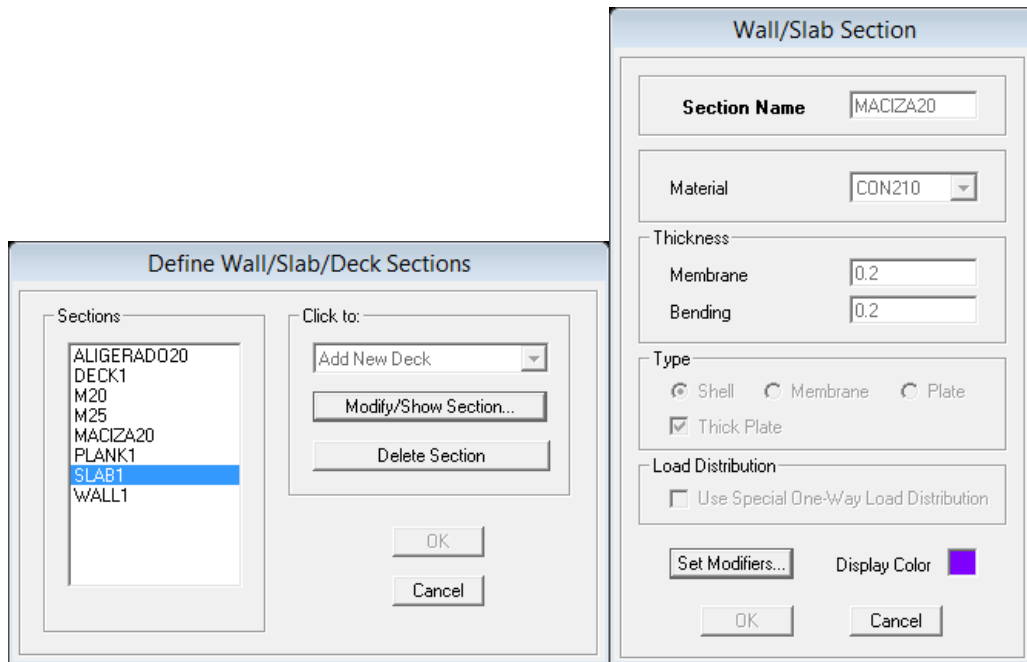 Define Wall/Slab/Deck Sections
Sections
ALIGERADO20
DECK1
M20
M25
MACIZA20
PLANK1
SLAB1
WALL1
Click to:
Add New Deck
Modify/Show Section...
Delete Section
OK
Cancel
Wall/Slab Section
Section Name MACIZA20
Material CON210
Thickness
Membrane 0.2
Bending 0.2
Type
Shell Membrane Plate
Thick Plate
Load Distribution
Use Special One-Way Load Distribution
Set Modifiers... Display Color
OK Cancel